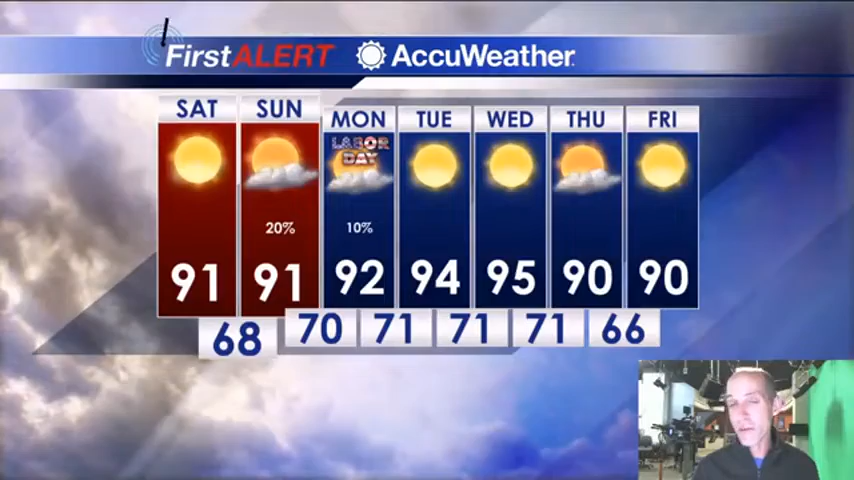 FirstALERT AccuWeather
SAT SUN MON TUE WED THU FRI
LABOR
DAY
20% 10%
91 91 92 94 95 90 90
68 70 71 71 71 66